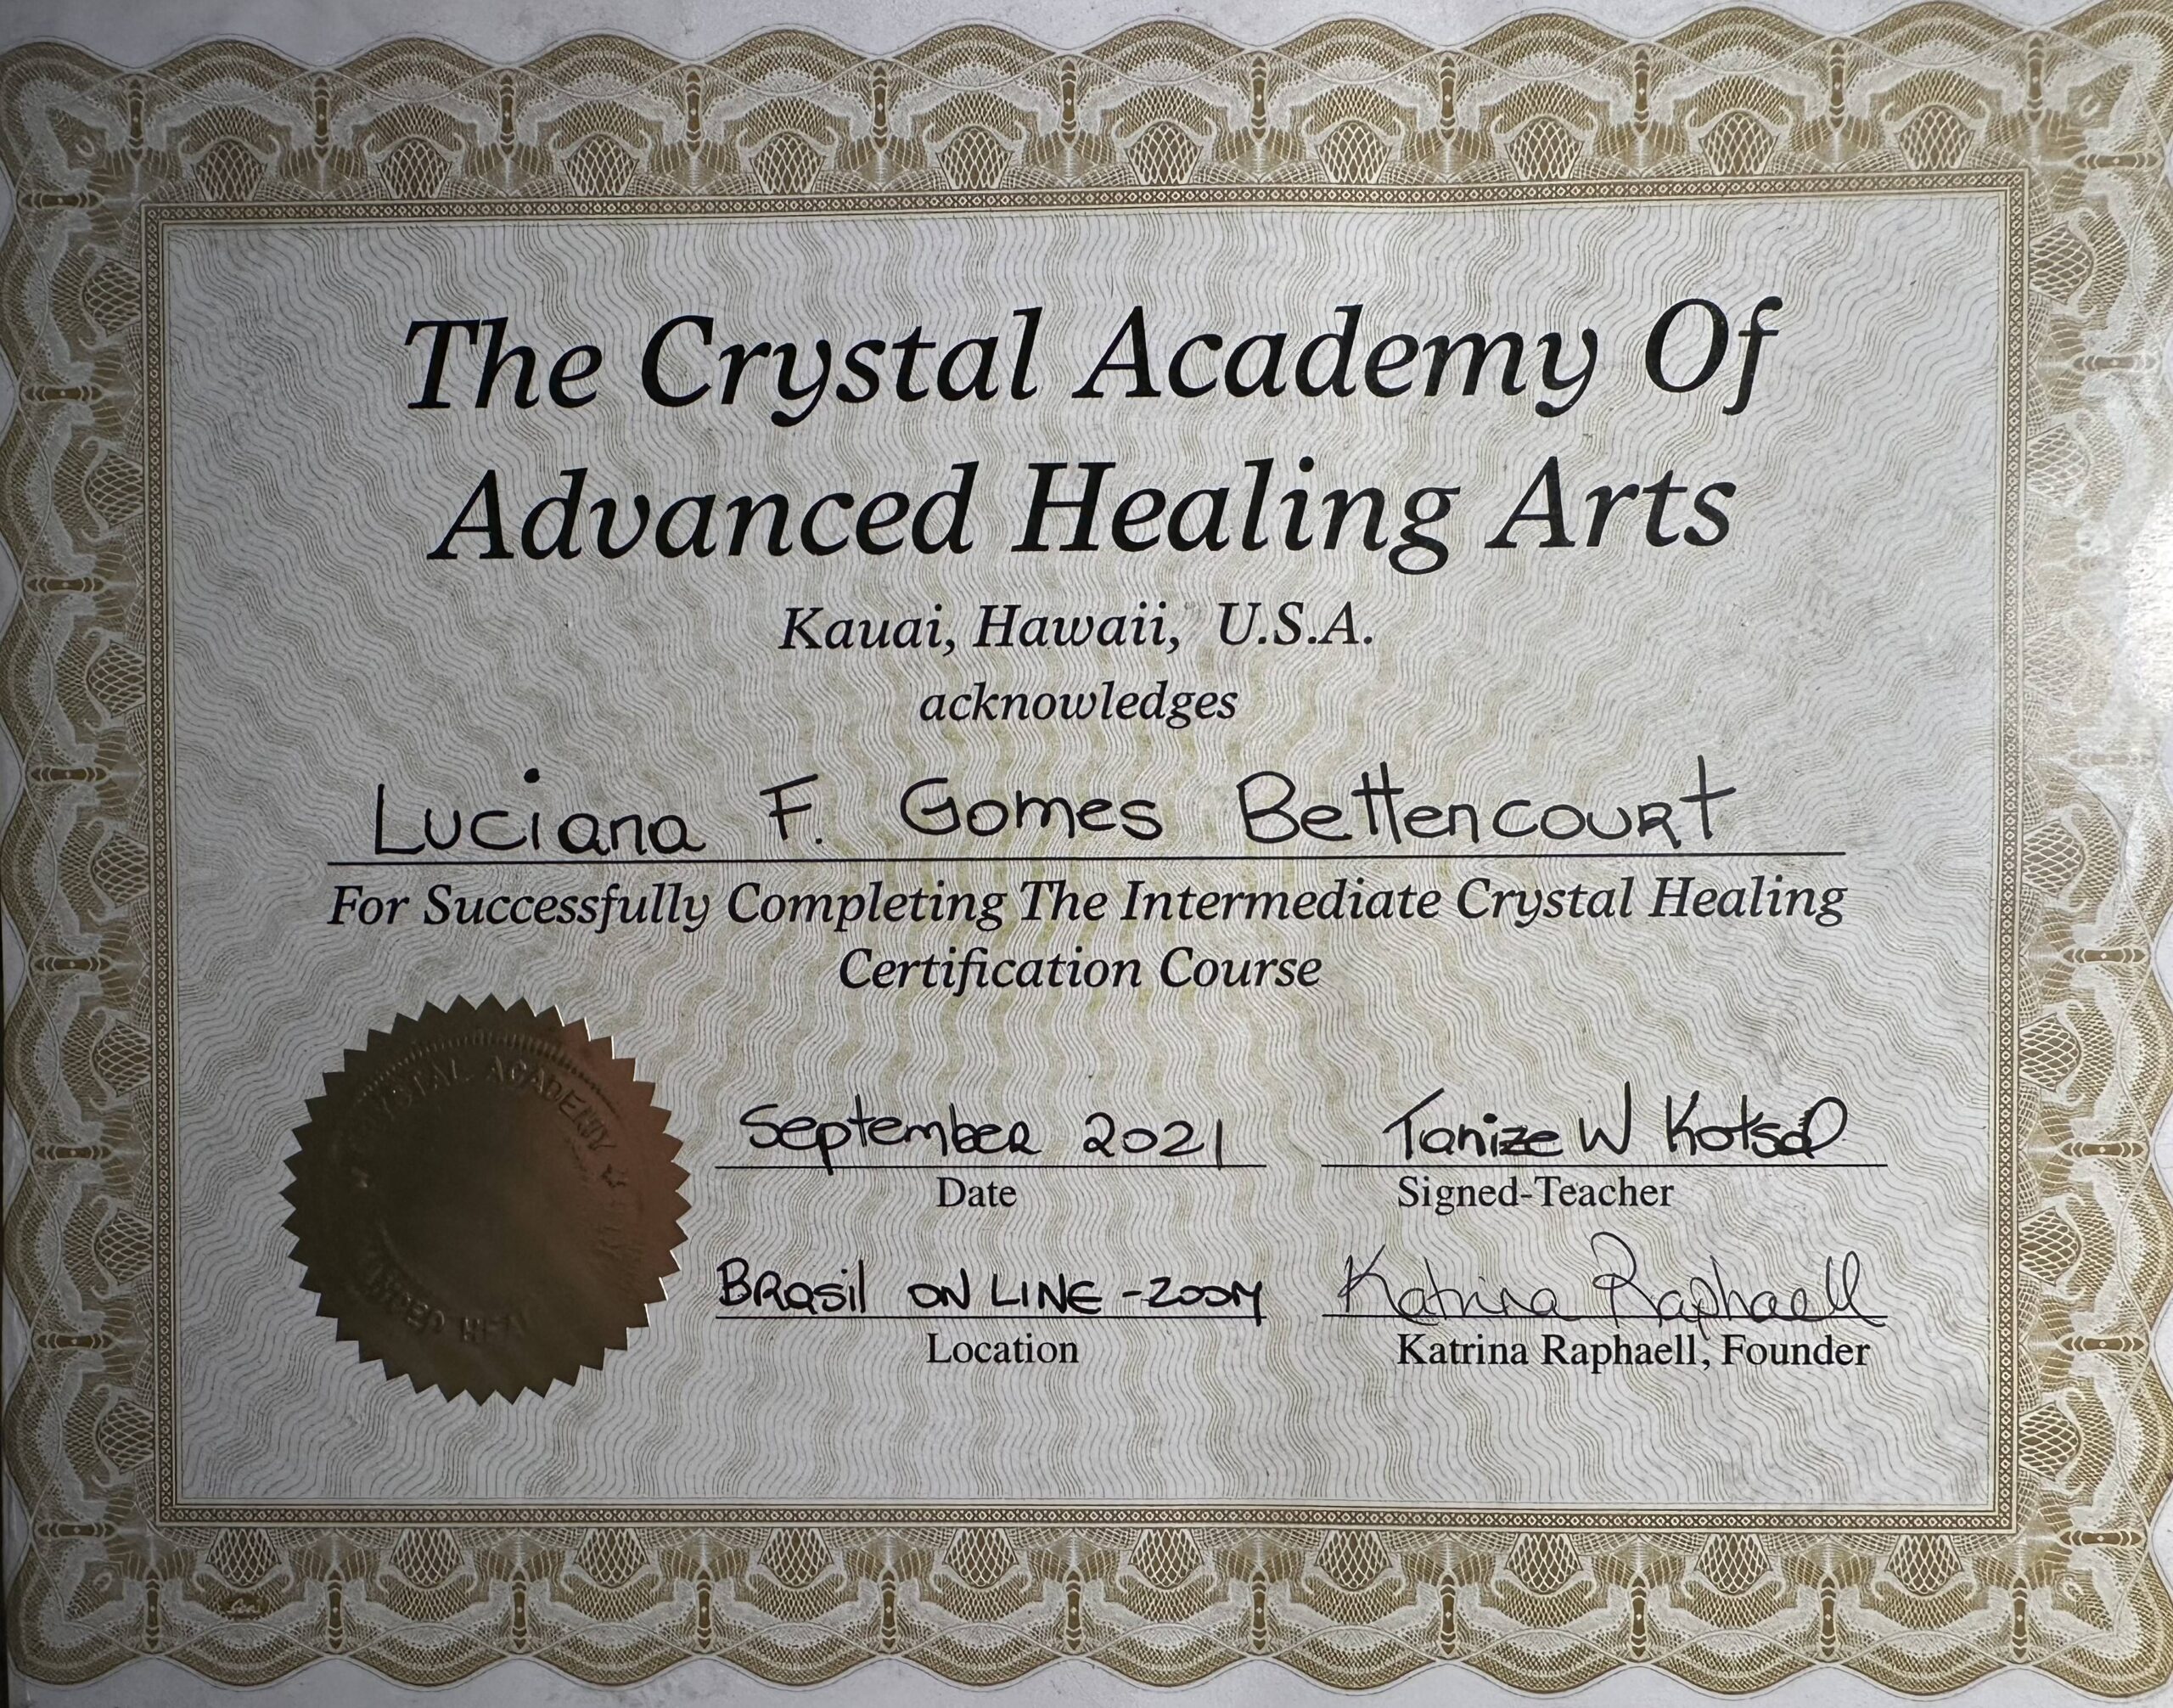 The Crystal Academy Of
Advanced Healing Arts
Kauai, Hawaii, U.S.A.
acknowledges
Luciana F. Gomes Bettencourt
For Successfully Completing The Intermediate Crystal Healing
Certification Course
CRYSTAL ACADEMY
September 2021
Date
Tanize W
Signed-Teacher
BRasil ON LINE - ZOOM
Location
Katrina Raphaell
Katrina Raphaell, Founder